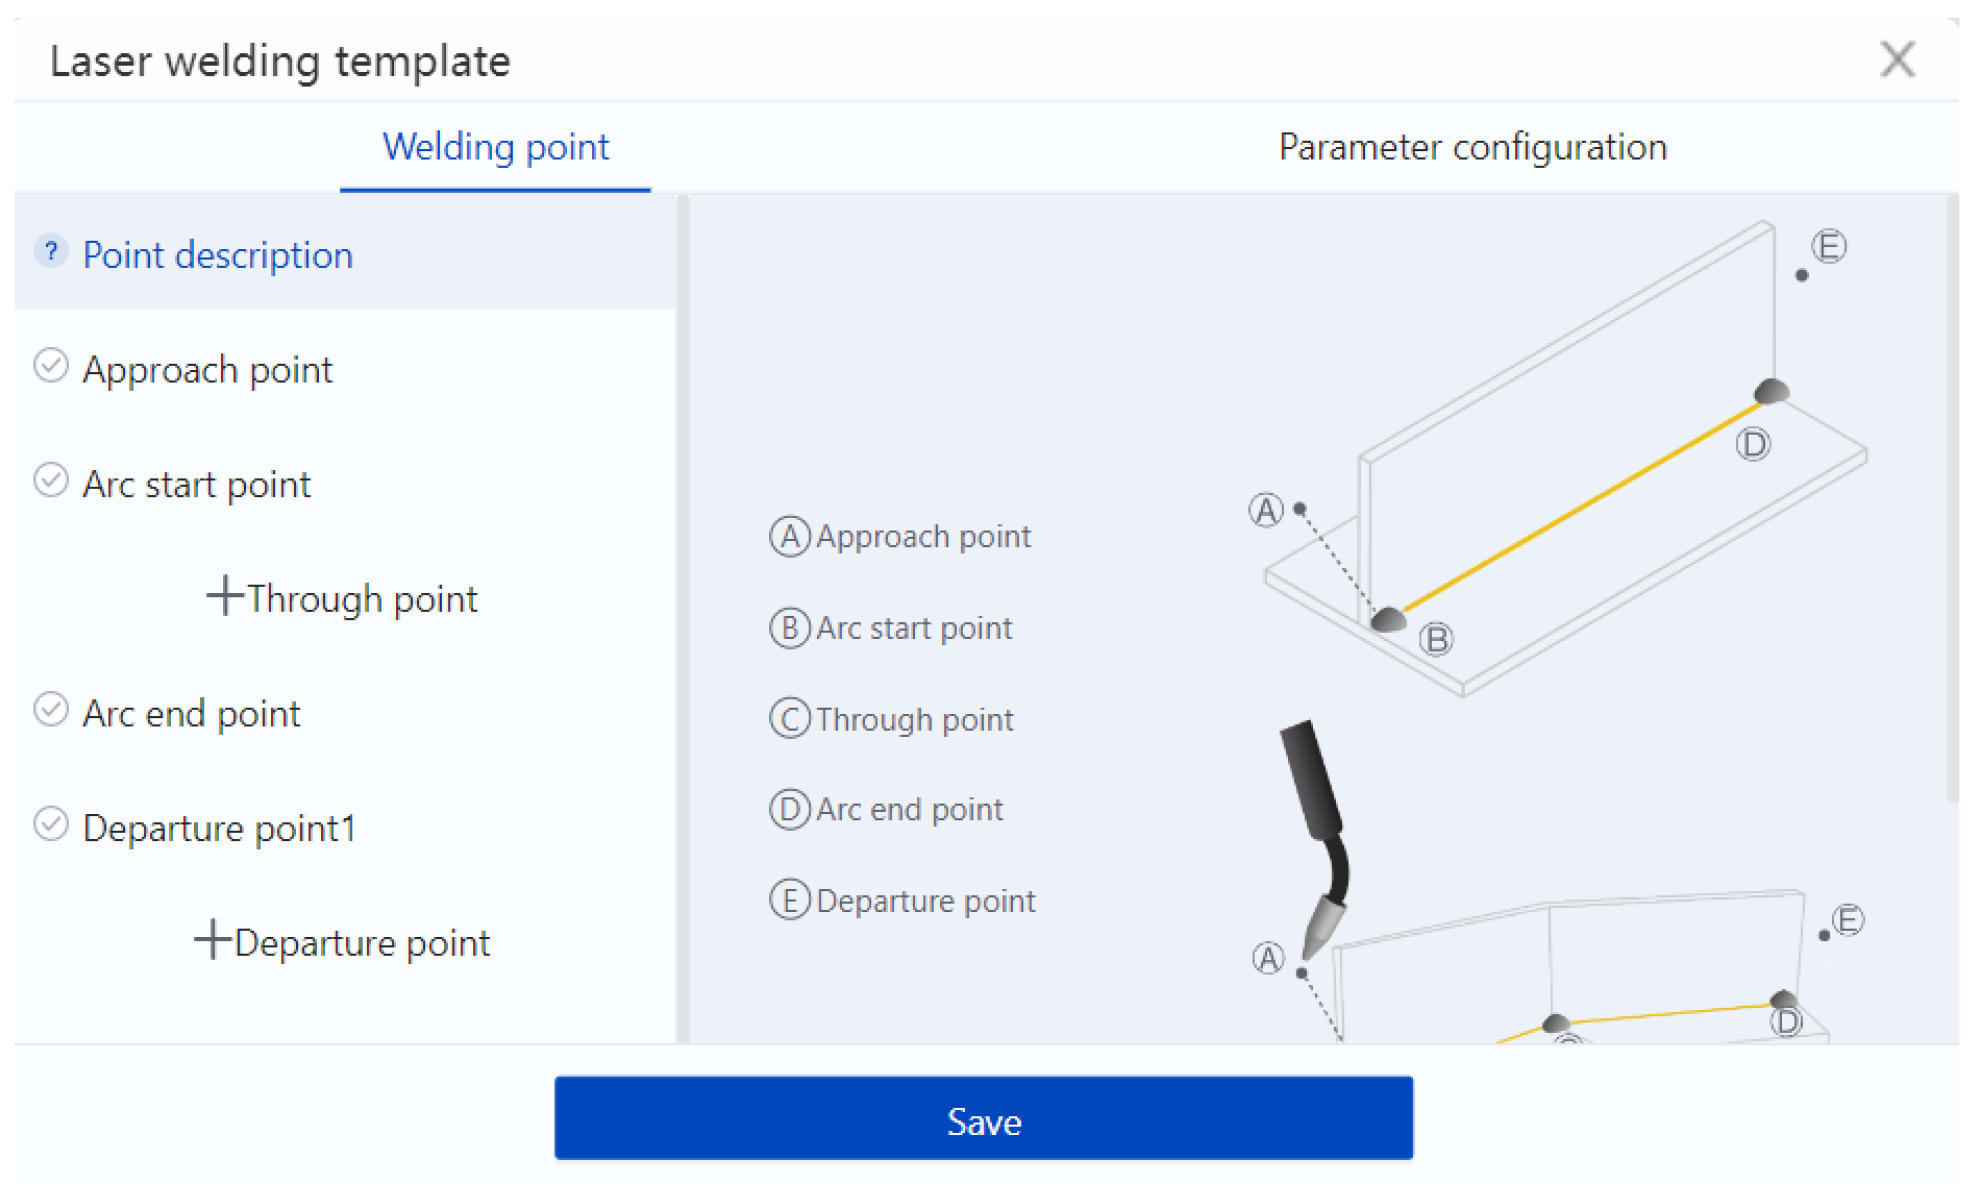 Laser welding template
Welding point
Parameter configuration
? Point description
Approach point
Arc start point
+Through point
Arc end point
Departure point1
+Departure point
Ⓐ Approach point
Ⓑ Arc start point
Ⓒ Through point
Ⓓ Arc end point
Ⓔ Departure point
Ⓔ
Ⓓ
Ⓐ
Ⓑ
Ⓔ
Ⓐ
Ⓓ
Save